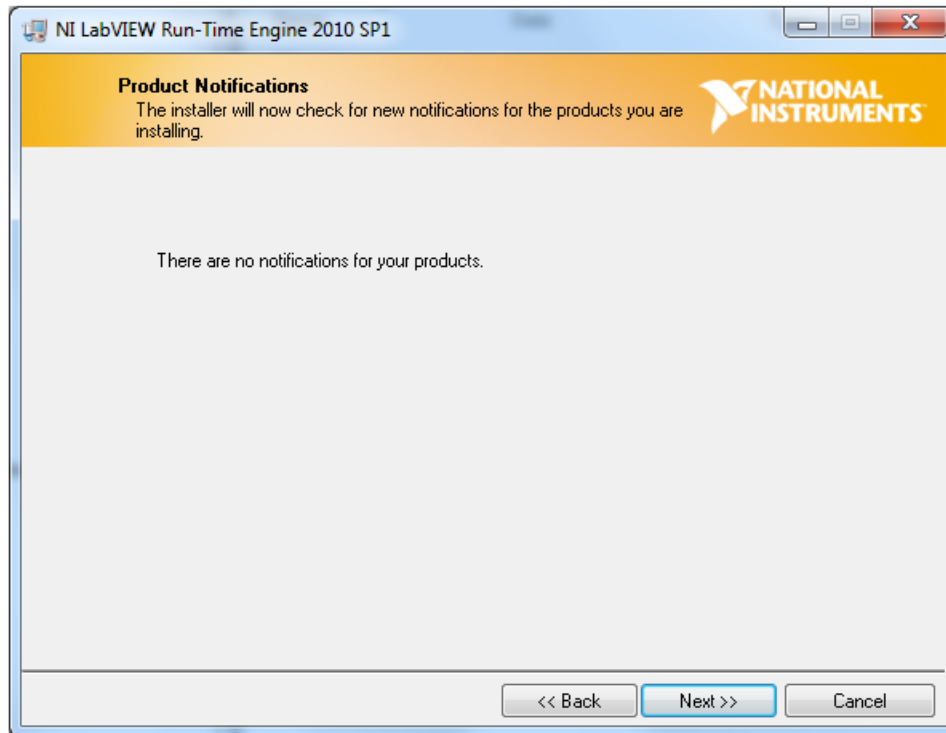 NI LabVIEW Run-Time Engine 2010 SP1
Product Notifications
The installer will now check for new notifications for the products you are
installing.
NATIONAL
INSTRUMENTS
There are no notifications for your products.
<< Back
Next >>
Cancel